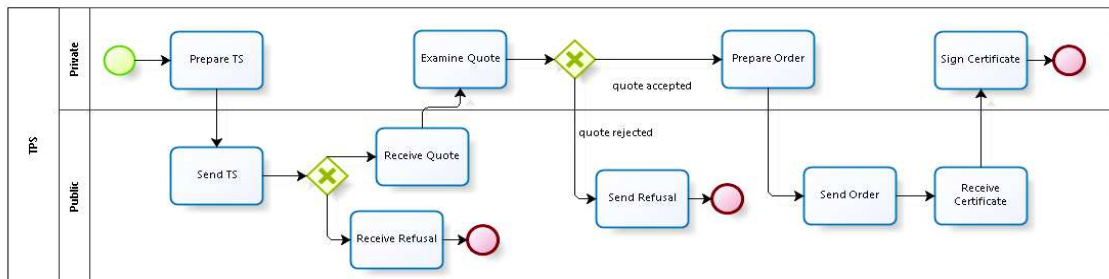 TPS
Private
Prepare TS
Examine Quote
quote accepted
Prepare Order
Sign Certificate
Public
quote rejected
Send TS
Receive Quote
Receive Refusal
Send Refusal
Send Order
Receive
Certificate